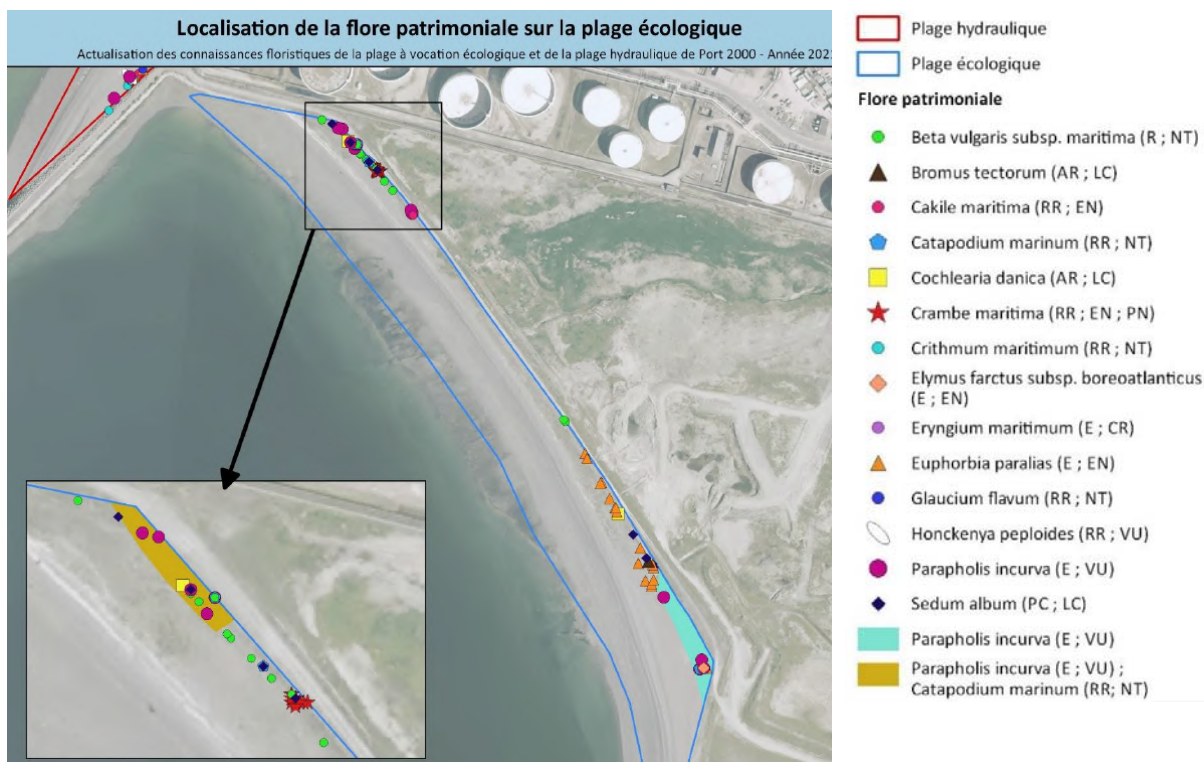 Localisation de la flore patrimoniale sur la plage écologique
Actualisation des connaissances floristiques de la plage à vocation écologique et de la plage hydraulique de Port 2000 - Année 202
Plage hydraulique
Plage écologique
Flore patrimoniale
Beta vulgaris subsp. maritima (R ; NT)
Bromus tectorum (AR ; LC)
Cakile maritima (RR ; EN)
Catapodium marinum (RR ; NT)
Cochlearia danica (AR ; LC)
Crambe maritima (RR ; EN ; PN)
Crithmum maritimum (RR ; NT)
Elymus farctus subsp. boreoatlanticus
(E ; EN)
Eryngium maritimum (E ; CR)
Euphorbia paralias (E ; EN)
Glaucium flavum (RR ; NT)
Honckenya peploides (RR ; VU)
Parapholis incurva (E ; VU)
Sedum album (PC ; LC)
Parapholis incurva (E ; VU)
Parapholis incurva (E ; VU) ;
Catapodium marinum (RR; NT)